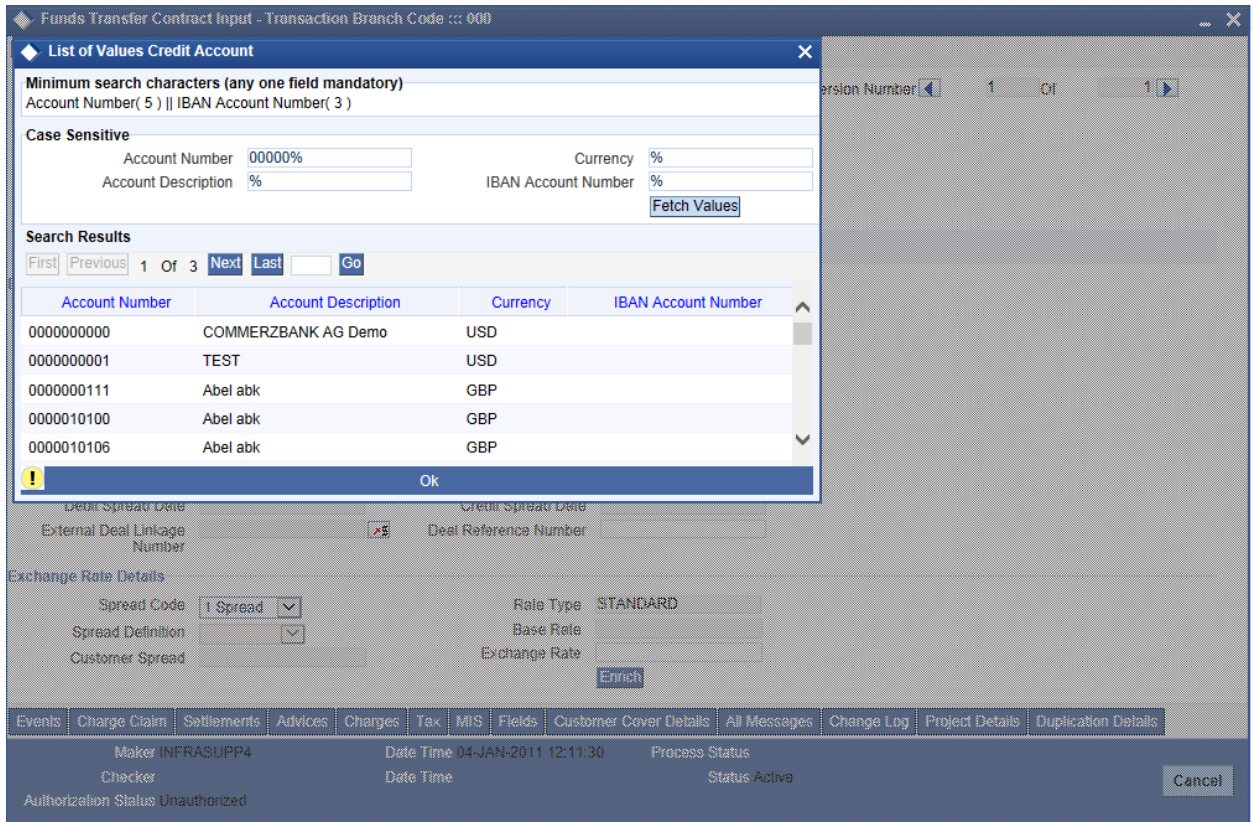 Funds Transfer Contract Input - Transaction Branch Code ::: 000
List of Values Credit Account
Minimum search characters (any one field mandatory)
Account Number( 5 ) || IBAN Account Number( 3 )
ersion Number 1 Of 1
Case Sensitive
Account Number 00000% Currency %
Account Description % IBAN Account Number %
Fetch Values
Search Results
First Previous 1 Of 3 Next Last Go
Account Number Account Description Currency IBAN Account Number
0000000000 COMMERZBANK AG Demo USD
0000000001 TEST USD
0000000111 Abel abk GBP
0000010100 Abel abk GBP
0000010106 Abel abk GBP
! Ok
Debit Spread Date Credit Spread Date
External Deal Linkage Number Deal Reference Number
Exchange Rate Details
Spread Code 1 Spread Rate Type STANDARD
Spread Definition Base Rate
Customer Spread Exchange Rate
Enrich
Events Charge Claim Settlements Advices Charges Tax MIS Fields Customer Cover Details All Messages Change Log Project Details Duplication Details
Maker INFRASUPP4 Date Time 04-JAN-2011 12:11:30 Process Status
Checker Date Time Status Active
Cancel
Authorization Status Unauthorized